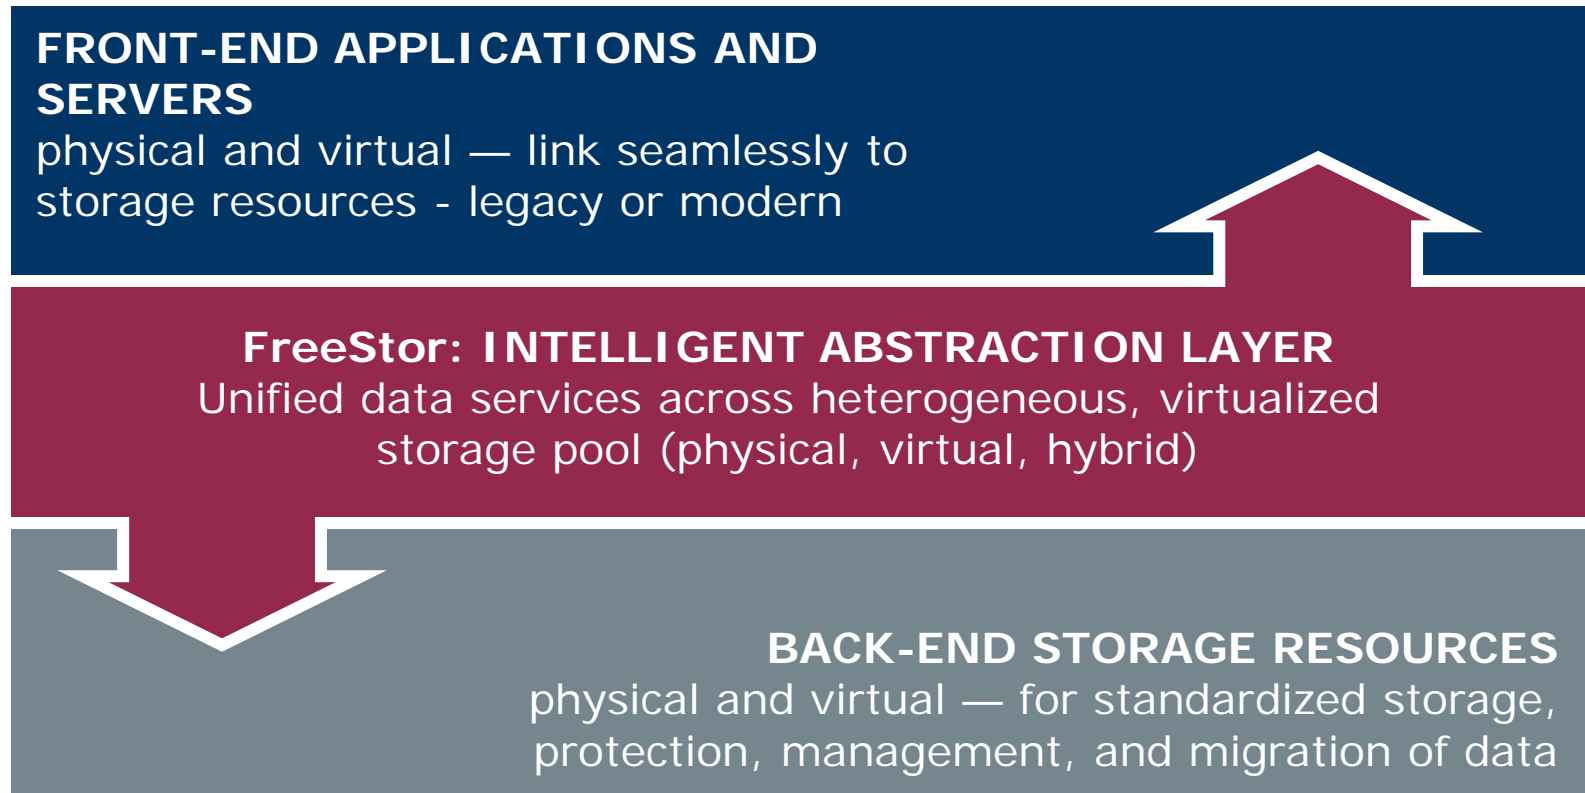 FRONT-END APPLICATIONS AND
SERVERS
physical and virtual — link seamlessly to
storage resources - legacy or modern
FreeStor: INTELLIGENT ABSTRACTION LAYER
Unified data services across heterogeneous, virtualized
storage pool (physical, virtual, hybrid)
BACK-END STORAGE RESOURCES
physical and virtual — for standardized storage,
protection, management, and migration of data